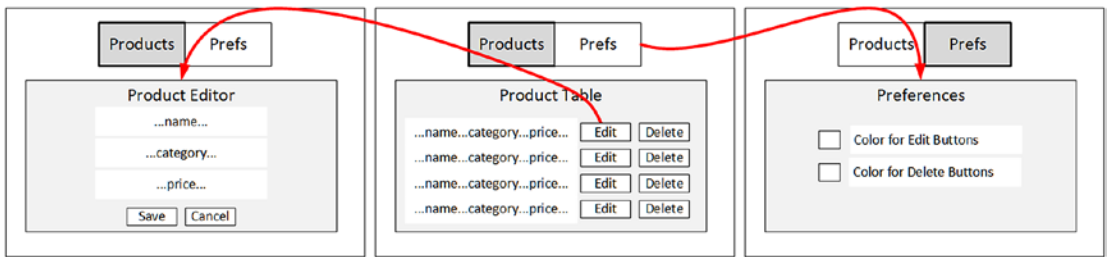 Products Prefs
Product Editor
...name...
...category...
...price...
Save Cancel
Products Prefs
Product Table
...name...category...price... Edit Delete
...name...category...price... Edit Delete
...name...category...price... Edit Delete
...name...category...price... Edit Delete
Products Prefs
Preferences
Color for Edit Buttons
Color for Delete Buttons